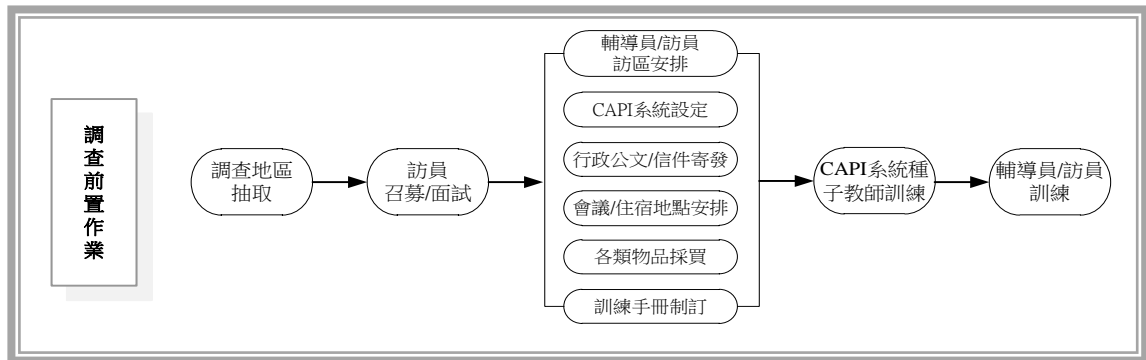 調查前置作業
調查地區
抽取
訪員
召募/面試
輔導員/訪員
訪區安排
CAPI系統設定
行政公文/信件寄發
會議/住宿地點安排
各類物品採買
訓練手冊制訂
CAPI系統種
子教師訓練
輔導員/訪員
訓練